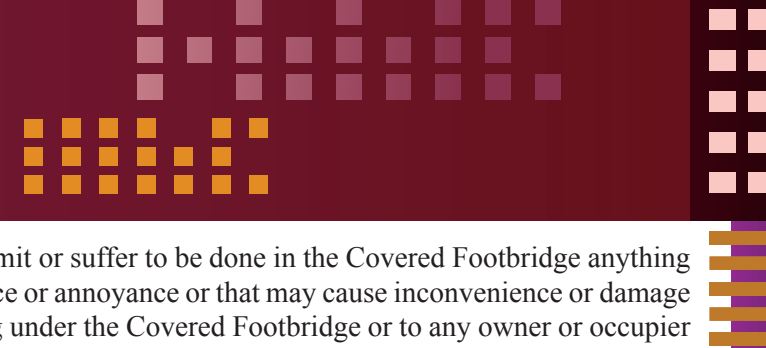 mit or suffer to be done in the Covered Footbridge anything
ce or annoyance or that may cause inconvenience or damage
under the Covered Footbridge or to any owner or occupier